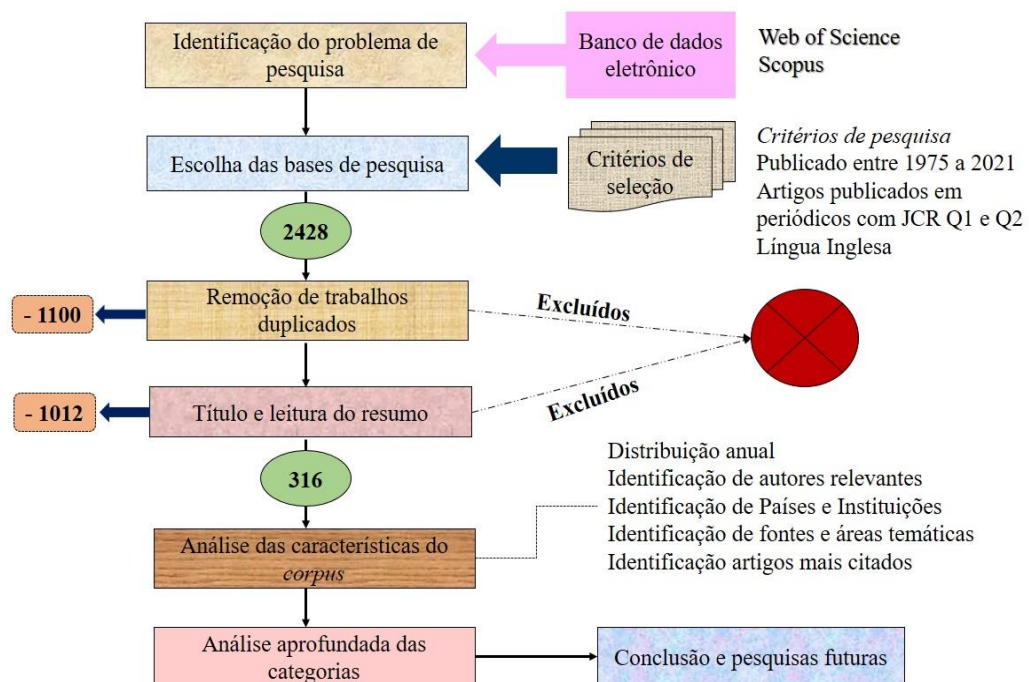 Identificação do problema de
pesquisa
Banco de dados
eletrônico
Web of Science
Scopus
Escolha das bases de pesquisa
Critérios de
seleção
Critérios de pesquisa
Publicado entre 1975 a 2021
Artigos publicados em
periódicos com JCR Q1 e Q2
Língua Inglesa
2428
- 1100
Remoção de trabalhos
duplicados
Excluídos
- 1012
Título e leitura do resumo
Excluídos
316
Distribuição anual
Identificação de autores relevantes
Identificação de Países e Instituições
Identificação de fontes e áreas temáticas
Identificação artigos mais citados
Análise das características do
corpus
Análise aprofundada das
categorias
Conclusão e pesquisas futuras